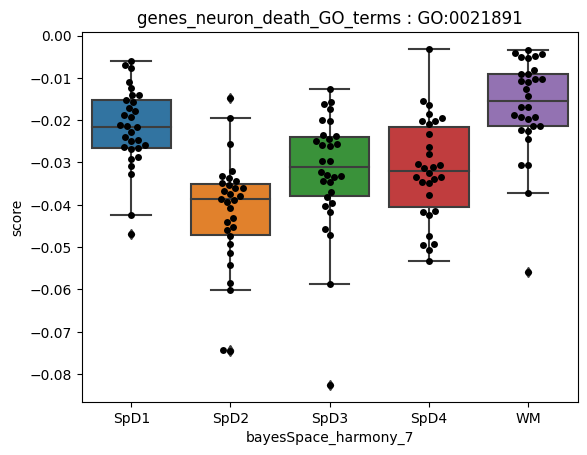 genes_neuron_death_GO_terms : GO:0021891
0.00
−0.01
−0.02
−0.03
−0.04
−0.05
−0.06
−0.07
−0.08
score
SpD1 SpD2 SpD3 SpD4 WM
bayesSpace_harmony_7